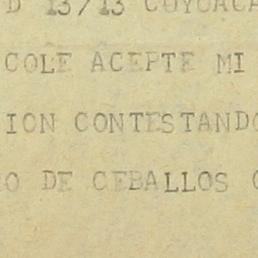 D 13/13 COYOACA
COLE ACEPTE MI
ION CONTESTANDO
O DE CEBALLOS